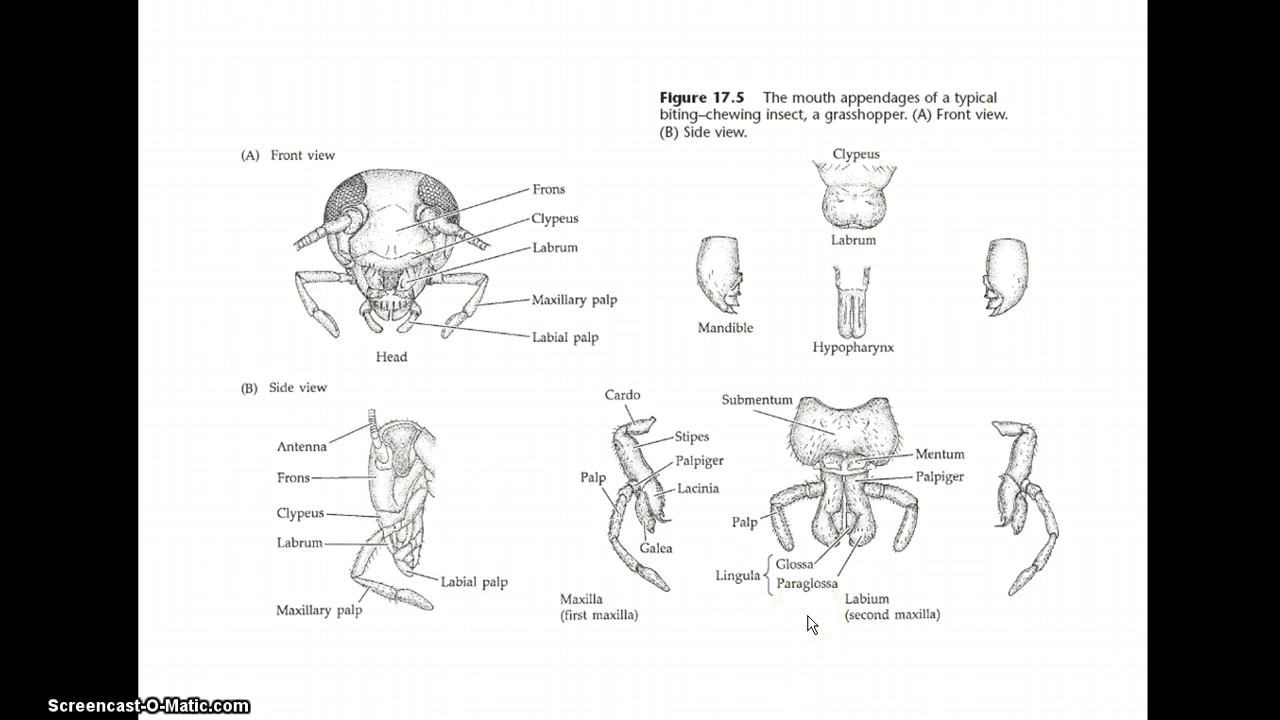 Figure 17.5 The mouth appendages of a typical
biting–chewing insect, a grasshopper. (A) Front view.
(B) Side view.
(A) Front view
Frons
Clypeus
Labrum
Maxillary palp
Labial palp
Head
Clypeus
Labrum
Mandible
Hypopharynx
(B) Side view
Antenna
Frons
Clypeus
Labrum
Labial palp
Maxillary palp
Cardo
Stipes
Palpiger
Palp
Lacinia
Galea
Maxilla
(first maxilla)
Submentum
Mentum
Palpiger
Palp
Lingula
Glossa
Paraglossa
Labium
(second maxilla)
Screencast-O-Matic.com